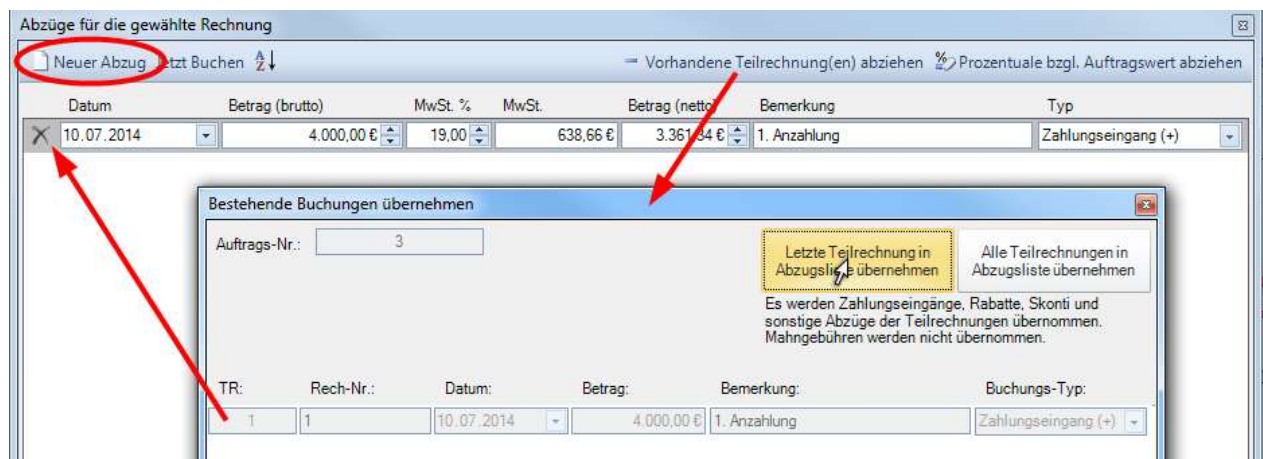 Abzüge für die gewählte Rechnung
Neuer Abzug Jetzt Buchen Vorhandene Teilrechnung(en) abziehen Prozentuale bzgl. Auftragswert abziehen
Datum Betrag (brutto) MwSt. % MwSt. Betrag (netto) Bemerkung Typ
10.07.2014 4.000,00 € 19,00 638,66 € 3.361,34 € 1. Anzahlung Zahlungseingang (+)
Bestehende Buchungen übernehmen
Auftrags-Nr.: 3
Letzte Teilrechnung in Abzugsliste übernehmen
Alle Teilrechnungen in Abzugsliste übernehmen
Es werden Zahlungseingänge, Rabatte, Skonti und
sonstige Abzüge der Teilrechnungen übernommen.
Mahngebühren werden nicht übernommen.
TR: Rech-Nr.: Datum: Betrag: Bemerkung: Buchungs-Typ:
1 1 10.07.2014 4.000,00 € 1. Anzahlung Zahlungseingang (+)